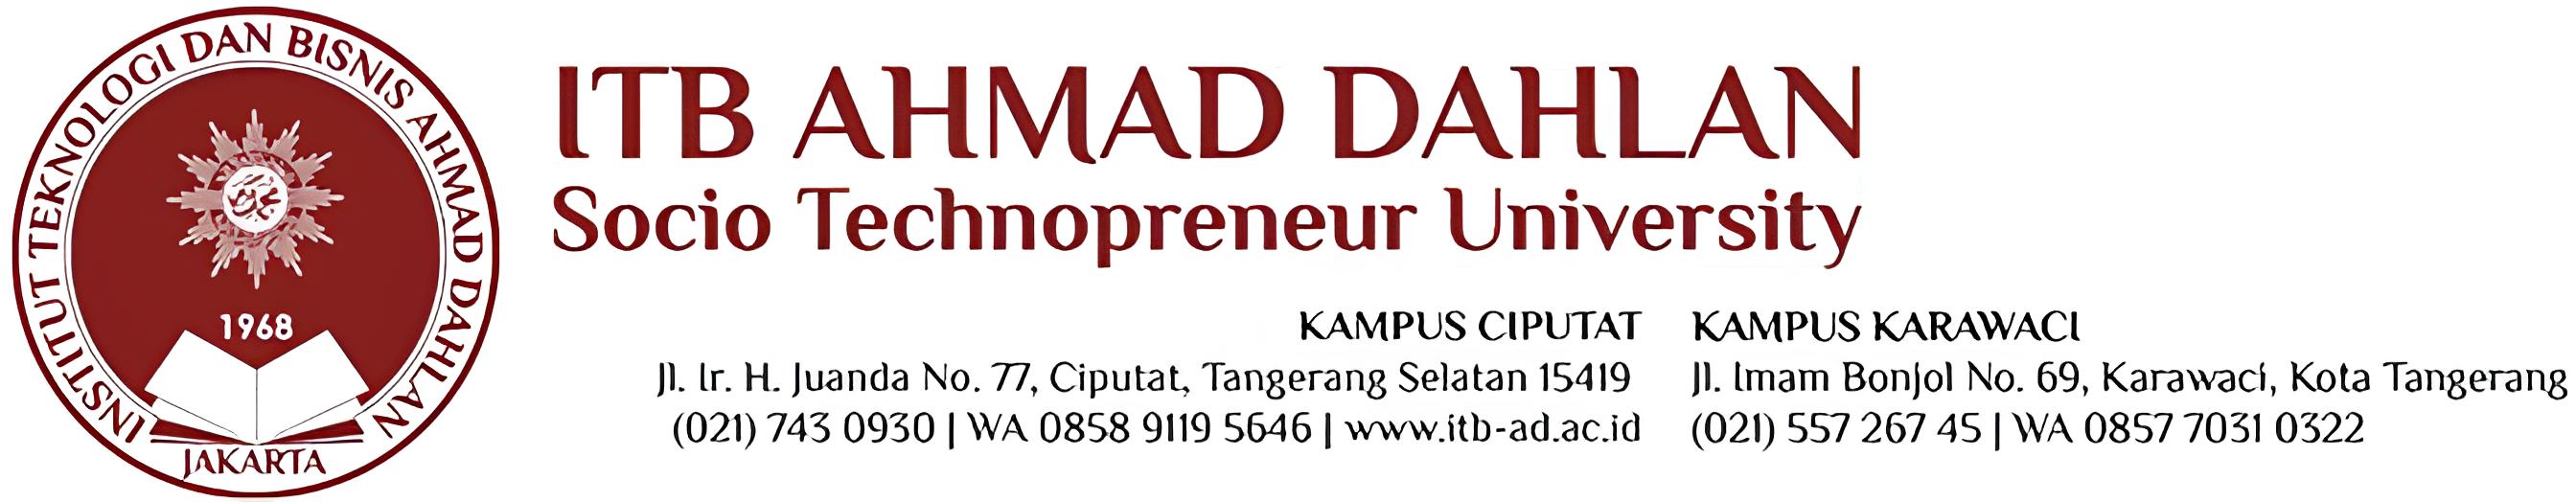 INSTITUT TEKNOLOGI DAN BISNIS AHMAD DAHLAN
1968
JAKARTA
ITB AHMAD DAHLAN
Socio Technopreneur University
KAMPUS CIPUTAT
Jl. Ir. H. Juanda No. 77, Ciputat, Tangerang Selatan 15419
(021) 743 0930 | WA 0858 9119 5646 | www.itb-ad.ac.id
KAMPUS KARAWACI
Jl. Imam Bonjol No. 69, Karawaci, Kota Tangerang
(021) 557 267 45 | WA 0857 7031 0322